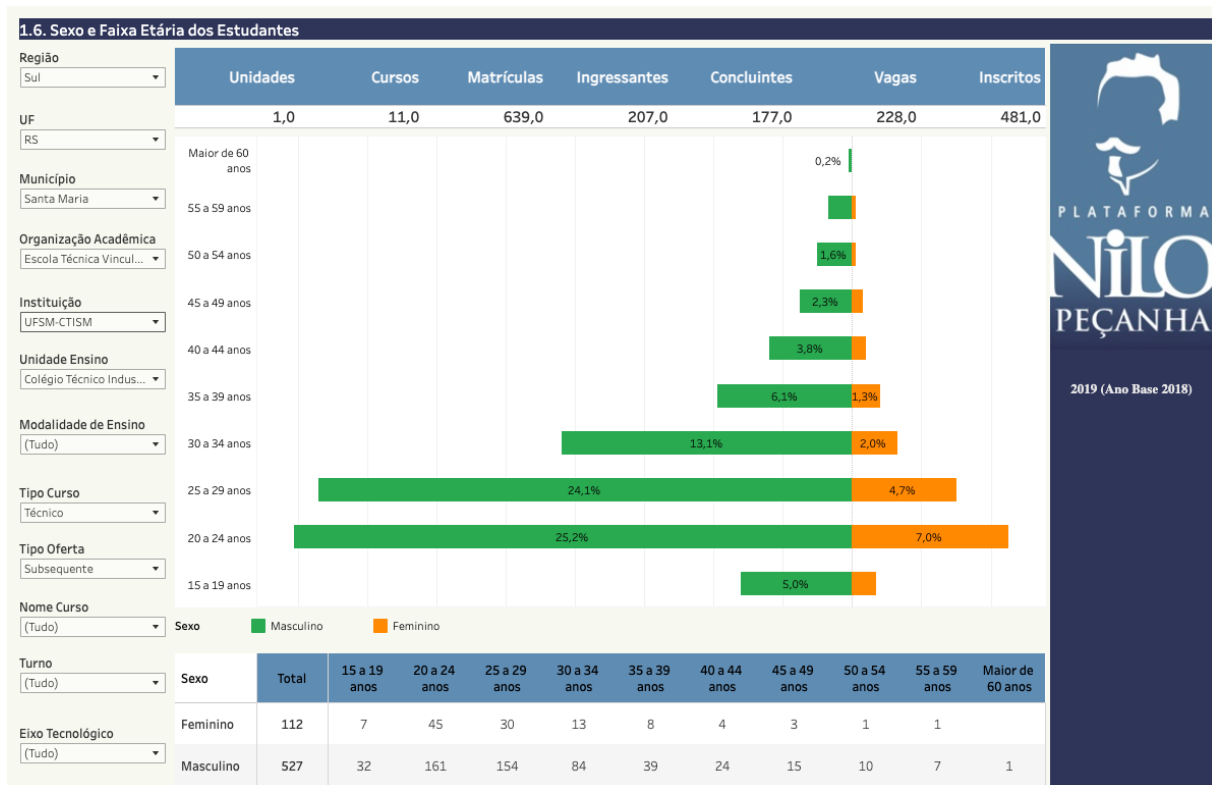 1.6. Sexo e Faixa Etária dos Estudantes
Região
Sul
UF
RS
Município
Santa Maria
Organização Acadêmica
Escola Técnica Vincul...
Instituição
UFSM-CTISM
Unidade Ensino
Colégio Técnico Indus...
Modalidade de Ensino
(Tudo)
Tipo Curso
Técnico
Tipo Oferta
Subsequente
Nome Curso
(Tudo)
Turno
(Tudo)
Eixo Tecnológico
(Tudo)
Unidades Cursos Matrículas Ingressantes Concluintes Vagas Inscritos
1,0 11,0 639,0 207,0 177,0 228,0 481,0
Maior de 60
anos 0,2%
55 a 59 anos
50 a 54 anos 1,6%
45 a 49 anos 2,3%
40 a 44 anos 3,8%
35 a 39 anos 6,1% 1,3%
30 a 34 anos 13,1% 2,0%
25 a 29 anos 24,1% 4,7%
20 a 24 anos 25,2% 7,0%
15 a 19 anos 5,0%
Sexo Masculino Feminino
Sexo Total 15 a 19 anos 20 a 24 anos 25 a 29 anos 30 a 34 anos 35 a 39 anos 40 a 44 anos 45 a 49 anos 50 a 54 anos 55 a 59 anos Maior de 60 anos
Feminino 112 7 45 30 13 8 4 3 1 1
Masculino 527 32 161 154 84 39 24 15 10 7 1
PLATAFORMA
NILO
PEÇANHA
2019 (Ano Base 2018)